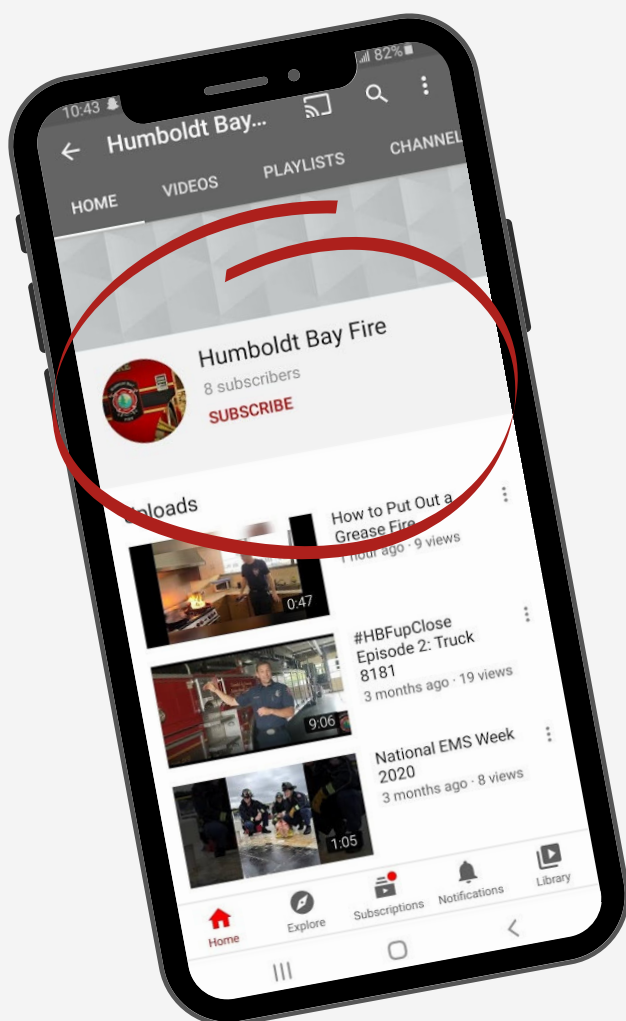 10:43
82%
Humboldt Bay...
HOME
VIDEOS
PLAYLISTS
CHANNEL
Humboldt Bay Fire
8 subscribers
SUBSCRIBE
Uploads
How to Put Out a
Grease Fire
1 hour ago · 9 views
0:47
#HBFupClose
Episode 2: Truck
8181
3 months ago · 19 views
9:06
National EMS Week
2020
3 months ago · 8 views
1:05
Home
Explore
Subscriptions
Notifications
Library